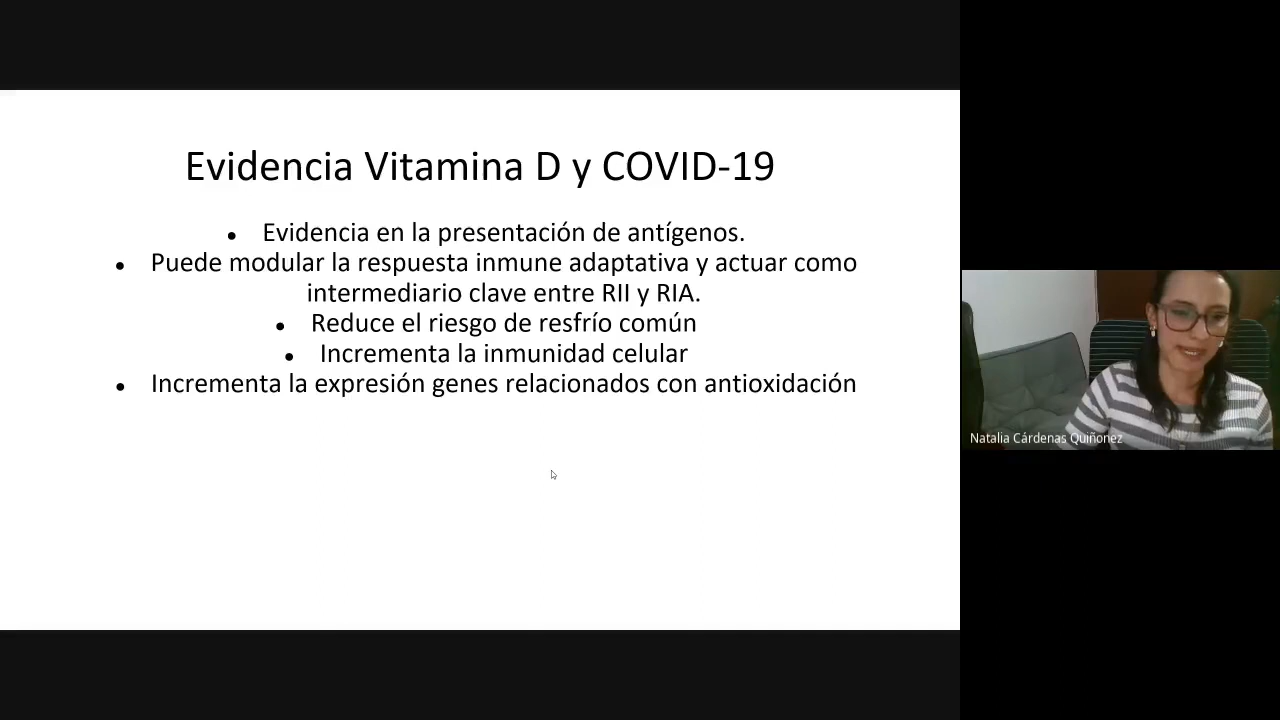 Evidencia Vitamina D y COVID-19
● Evidencia en la presentación de antígenos.
● Puede modular la respuesta inmune adaptativa y actuar como
intermediario clave entre RII y RIA.
● Reduce el riesgo de resfrío común
● Incrementa la inmunidad celular
● Incrementa la expresión genes relacionados con antioxidación
Natalia Cárdenas Quiñonez